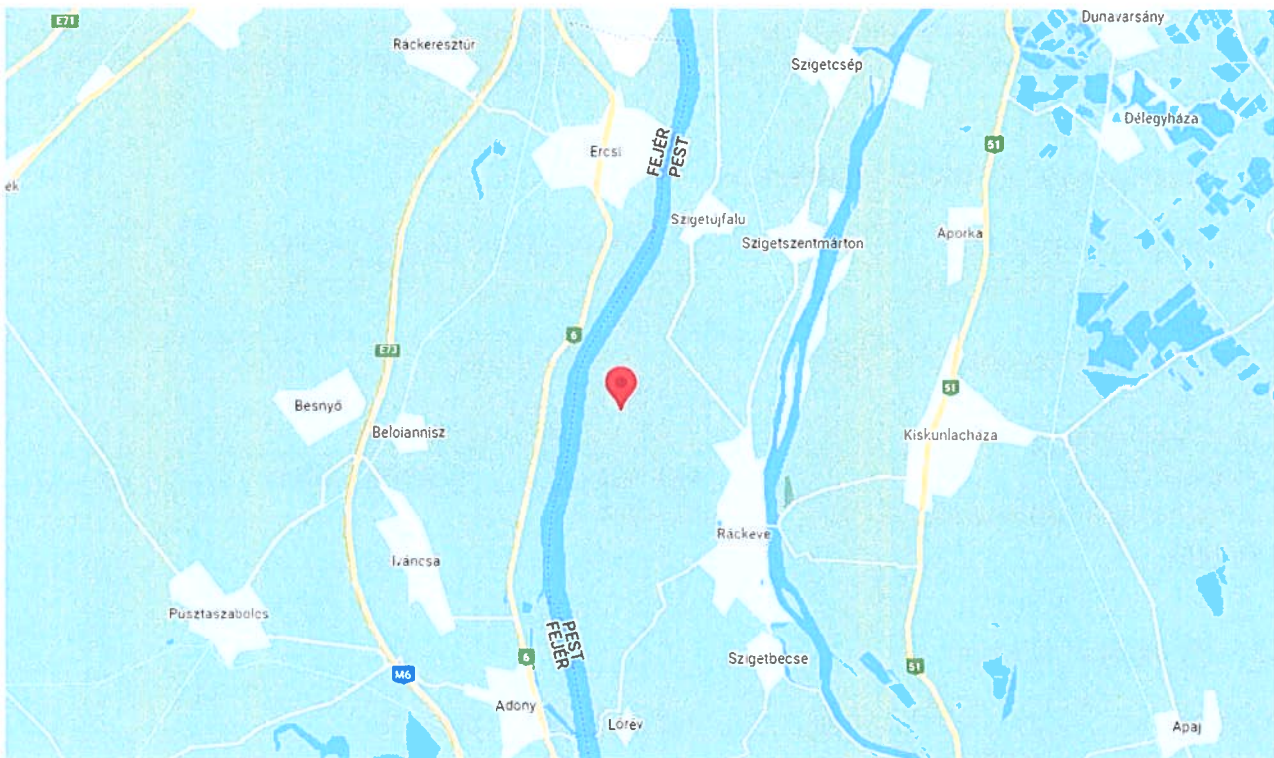 E71
Dunavarsány
Ráckeresztúr
Szigetcsép
Délegyháza
51
FEJÉR
PEST
Ercsi
ek
Szigetújfalu
Aporka
Szigetszentmárton
6
E73
51
Besnyő
Beloiannisz
Kiskunlacháza
Ráckeve
Iváncsa
Pusztaszabolcs
PEST
FEJÉR
6
Szigetbecse
51
M6
Adony
Lórév
Apaj